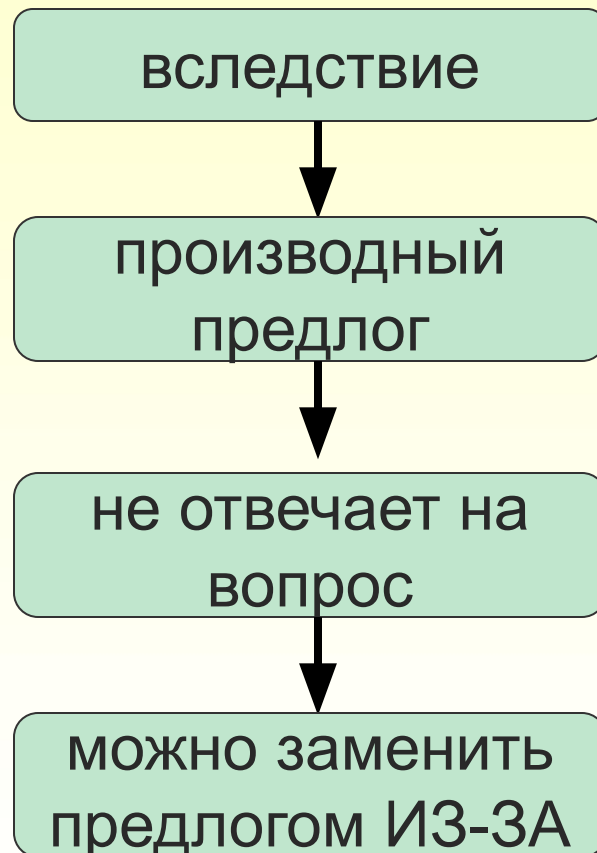 вследствие
производный
предлог
не отвечает на
вопрос
можно заменить
предлогом ИЗ-ЗА